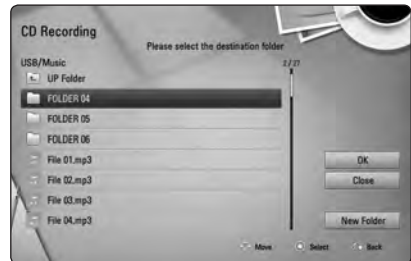 CD Recording
Please select the destination folder
USB/Music
2/27
UP Folder
FOLDER 04
FOLDER 05
FOLDER 06
File 01.mp3
File 02.mp3
File 03.mp3
File 04.mp3
OK
Close
New Folder
Move
Select
Back